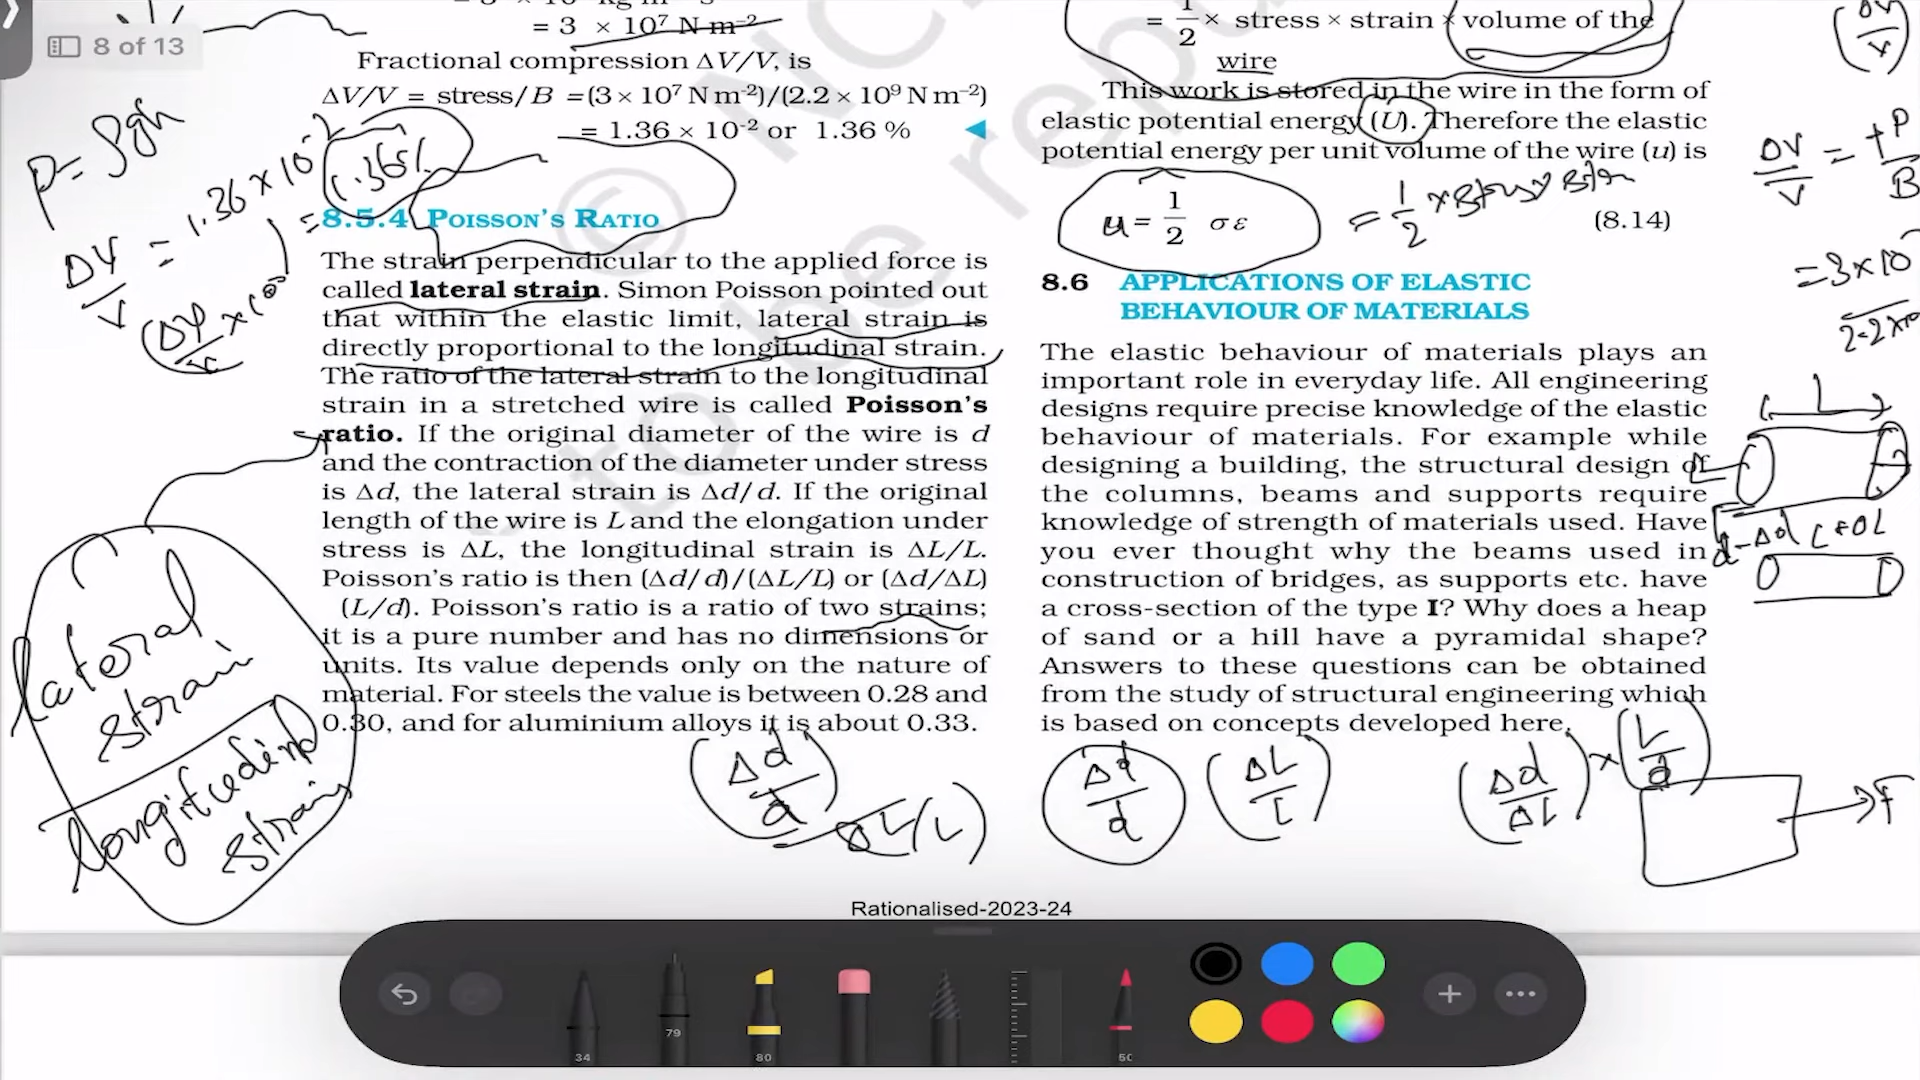 8 of 13
= 3 × 10⁷ N m⁻²
Fractional compression ΔV/V, is
ΔV/V = stress/B =(3 × 10⁷ N m⁻²)/(2.2 × 10⁹ N m⁻²)
= 1.36 × 10⁻² or 1.36 %
P = ρgh
ΔV/V = 1.36 × 10⁻² = 1.36%
(ΔV/V × 100)
8.5.4 POISSON'S RATIO
The strain perpendicular to the applied force is
called lateral strain. Simon Poisson pointed out
that within the elastic limit, lateral strain is
directly proportional to the longitudinal strain.
The ratio of the lateral strain to the longitudinal
strain in a stretched wire is called Poisson's
ratio. If the original diameter of the wire is d
and the contraction of the diameter under stress
is Δd, the lateral strain is Δd/d. If the original
length of the wire is L and the elongation under
stress is ΔL, the longitudinal strain is ΔL/L.
Poisson's ratio is then (Δd/d)/(ΔL/L) or (Δd/ΔL)
(L/d). Poisson's ratio is a ratio of two strains;
it is a pure number and has no dimensions or
units. Its value depends only on the nature of
material. For steels the value is between 0.28 and
0.30, and for aluminium alloys it is about 0.33.
lateral
strain
longitudinal
strain
(Δd/d)
ΔL(L)
= 1/2 × stress × strain × volume of the
wire
This work is stored in the wire in the form of
elastic potential energy (U). Therefore the elastic
potential energy per unit volume of the wire (u) is
u = 1/2 σε (8.14)
= 1/2 ×
8.6 APPLICATIONS OF ELASTIC
BEHAVIOUR OF MATERIALS
The elastic behaviour of materials plays an
important role in everyday life. All engineering
designs require precise knowledge of the elastic
behaviour of materials. For example while
designing a building, the structural design of
the columns, beams and supports require
knowledge of strength of materials used. Have
you ever thought why the beams used in
construction of bridges, as supports etc. have
a cross-section of the type I? Why does a heap
of sand or a hill have a pyramidal shape?
Answers to these questions can be obtained
from the study of structural engineering which
is based on concepts developed here.
(Δd/d) (ΔL/L) (Δd/ΔL) × (L/d)
F
(ΔV/V)
ΔV/V = +P/B
L
d-Δd L+ΔL
Rationalised-2023-24
34
79
80
50